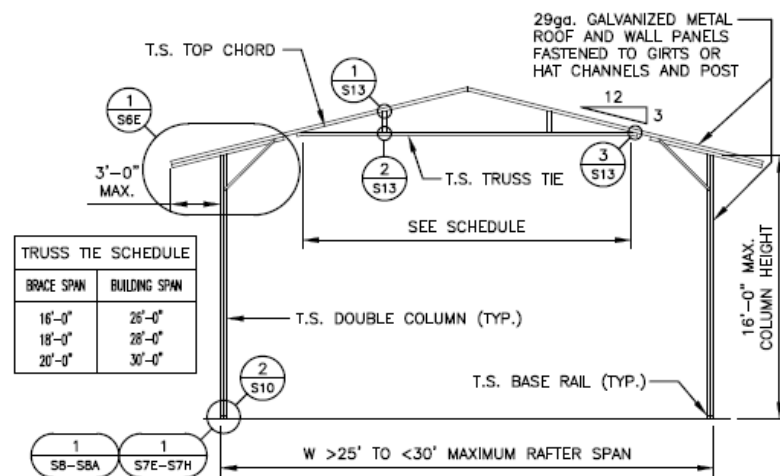 29ga. GALVANIZED METAL
ROOF AND WALL PANELS
FASTENED TO GIRTS OR
HAT CHANNELS AND POST
T.S. TOP CHORD
1
S13
12
3
1
S6E
3'-0"
MAX.
2
S13
T.S. TRUSS TIE
3
S13
SEE SCHEDULE
TRUSS TIE SCHEDULE
BRACE SPAN BUILDING SPAN
16'-0" 26'-0"
18'-0" 28'-0"
20'-0" 30'-0"
16'-0" MAX.
COLUMN HEIGHT
T.S. DOUBLE COLUMN (TYP.)
2
S10
T.S. BASE RAIL (TYP.)
1
S8-S8A
1
S7E-S7H
W >25' TO <30' MAXIMUM RAFTER SPAN